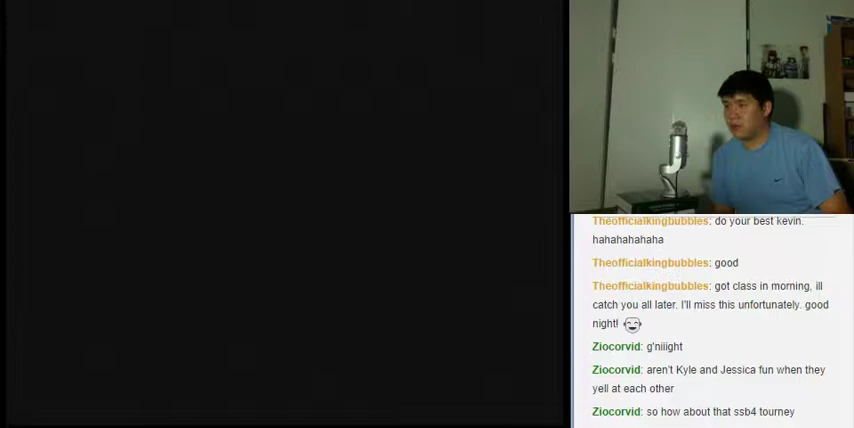 Theofficialkingbubbles: do your best kevin.
hahahahahaha
Theofficialkingbubbles: good
Theofficialkingbubbles: got class in morning, ill
catch you all later. I'll miss this unfortunately. good
night!
Ziocorvid: g'niiight
Ziocorvid: aren't Kyle and Jessica fun when they
yell at each other
Ziocorvid: so how about that ssb4 tourney